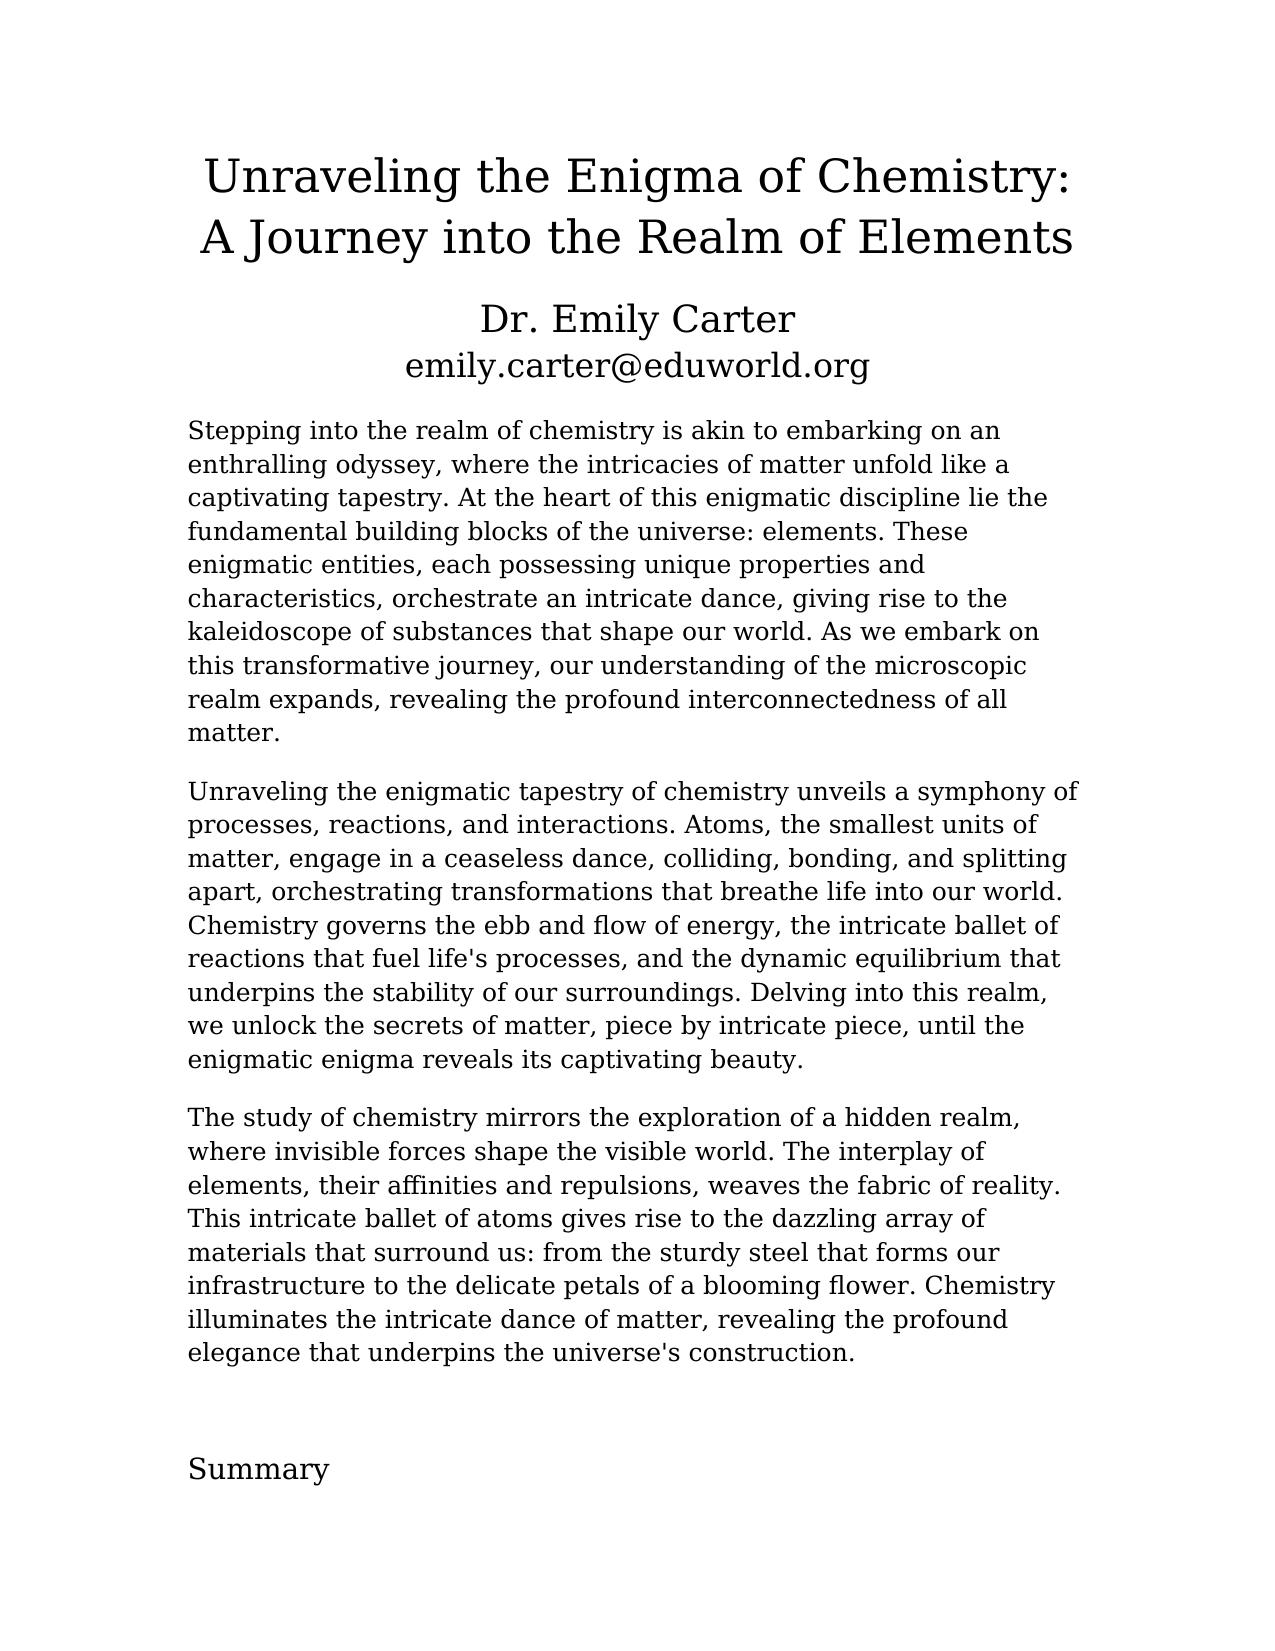 Unraveling the Enigma of Chemistry:
A Journey into the Realm of Elements
Dr. Emily Carter
emily.carter@eduworld.org
Stepping into the realm of chemistry is akin to embarking on an
enthralling odyssey, where the intricacies of matter unfold like a
captivating tapestry. At the heart of this enigmatic discipline lie the
fundamental building blocks of the universe: elements. These
enigmatic entities, each possessing unique properties and
characteristics, orchestrate an intricate dance, giving rise to the
kaleidoscope of substances that shape our world. As we embark on
this transformative journey, our understanding of the microscopic
realm expands, revealing the profound interconnectedness of all
matter.
Unraveling the enigmatic tapestry of chemistry unveils a symphony of
processes, reactions, and interactions. Atoms, the smallest units of
matter, engage in a ceaseless dance, colliding, bonding, and splitting
apart, orchestrating transformations that breathe life into our world.
Chemistry governs the ebb and flow of energy, the intricate ballet of
reactions that fuel life's processes, and the dynamic equilibrium that
underpins the stability of our surroundings. Delving into this realm,
we unlock the secrets of matter, piece by intricate piece, until the
enigmatic enigma reveals its captivating beauty.
The study of chemistry mirrors the exploration of a hidden realm,
where invisible forces shape the visible world. The interplay of
elements, their affinities and repulsions, weaves the fabric of reality.
This intricate ballet of atoms gives rise to the dazzling array of
materials that surround us: from the sturdy steel that forms our
infrastructure to the delicate petals of a blooming flower. Chemistry
illuminates the intricate dance of matter, revealing the profound
elegance that underpins the universe's construction.
Summary